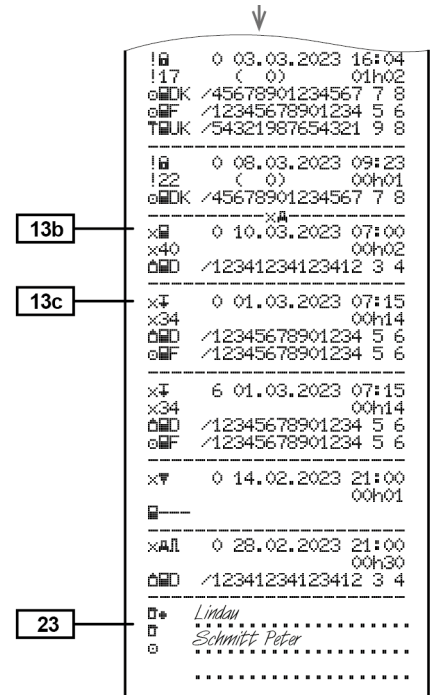 ! 0 03.03.2023 16:04
!17 ( 0) 01h02
DK /45678901234567 7 8
F /12345678901234 5 6
UK /54321987654321 9 8
! 0 08.03.2023 09:23
!22 ( 0) 00h01
DK /45678901234567 7 8
x
13b
x 0 10.03.2023 07:00
x40 00h02
D /12341234123412 3 4
13c
x 0 01.03.2023 07:15
x34 00h14
D /12345678901234 5 6
F /12345678901234 5 6
x 6 01.03.2023 07:15
x34 00h14
D /12345678901234 5 6
F /12345678901234 5 6
x 0 14.02.2023 21:00
00h01
---
x 0 28.02.2023 21:00
00h30
D /12341234123412 3 4
23
Lindau
Schmitt Peter